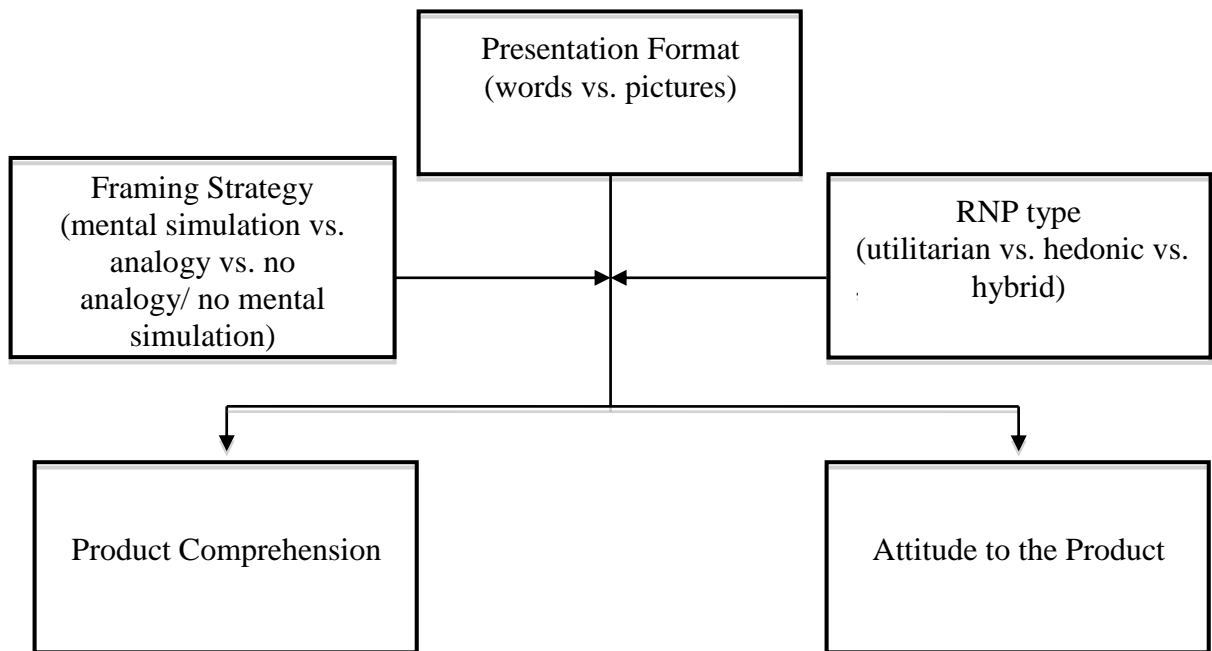 Presentation Format
(words vs. pictures)
Framing Strategy
(mental simulation vs.
analogy vs. no
analogy/ no mental
simulation)
RNP type
(utilitarian vs. hedonic vs.
hybrid)
Product Comprehension
Attitude to the Product